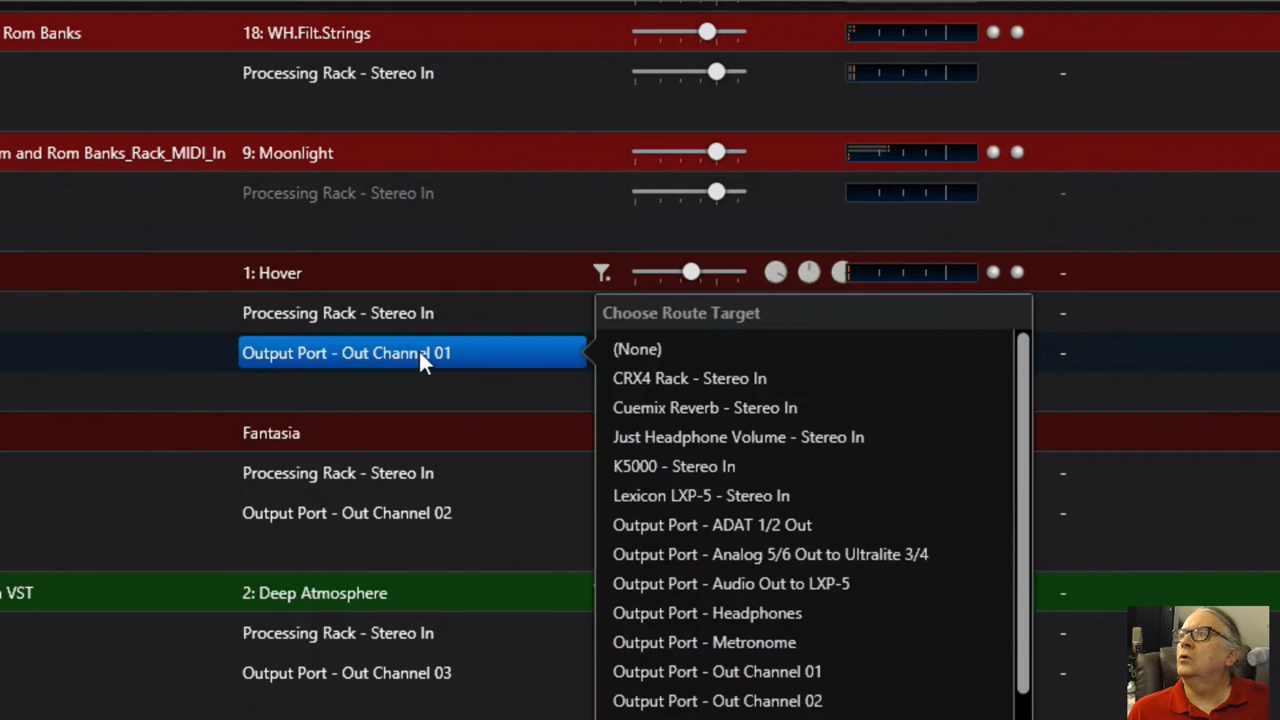 Rom Banks 18: WH.Filt.Strings
Processing Rack - Stereo In -
m and Rom Banks_Rack_MIDI_In 9: Moonlight -
Processing Rack - Stereo In -
1: Hover -
Processing Rack - Stereo In -
Output Port - Out Channel 01 -
Fantasia -
Processing Rack - Stereo In -
Output Port - Out Channel 02 -
VST 2: Deep Atmosphere -
Processing Rack - Stereo In -
Output Port - Out Channel 03 -
Choose Route Target
(None)
CRX4 Rack - Stereo In
Cuemix Reverb - Stereo In
Just Headphone Volume - Stereo In
K5000 - Stereo In
Lexicon LXP-5 - Stereo In
Output Port - ADAT 1/2 Out
Output Port - Analog 5/6 Out to Ultralite 3/4
Output Port - Audio Out to LXP-5
Output Port - Headphones
Output Port - Metronome
Output Port - Out Channel 01
Output Port - Out Channel 02